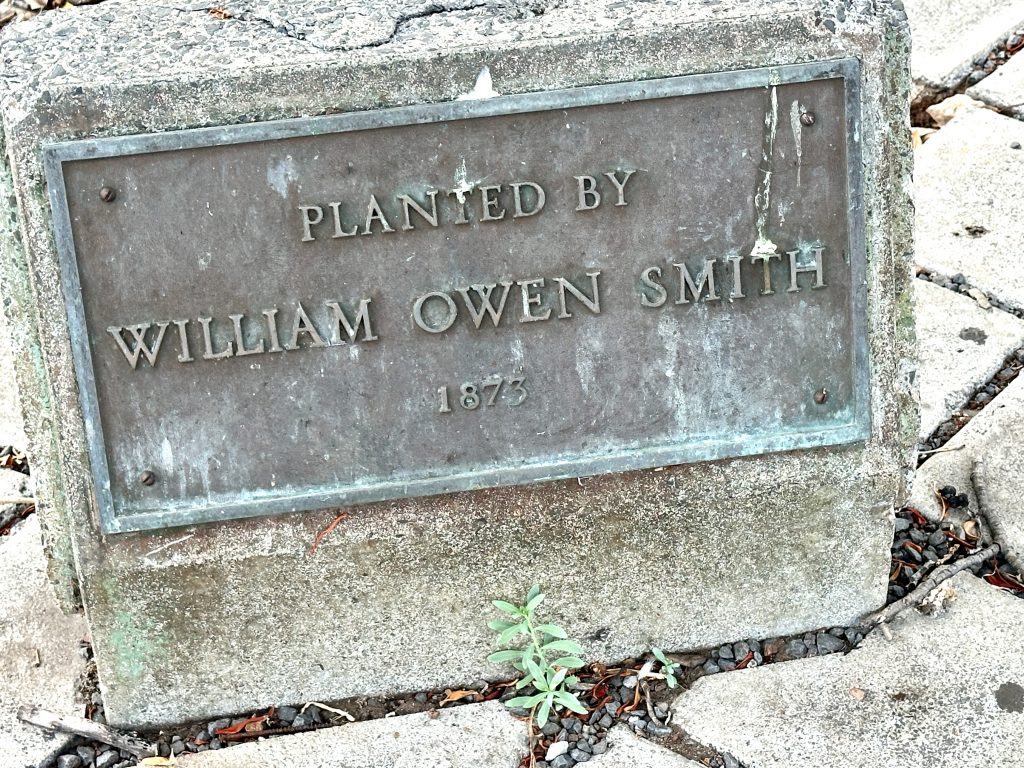 PLANTED BY
WILLIAM OWEN SMITH
1873